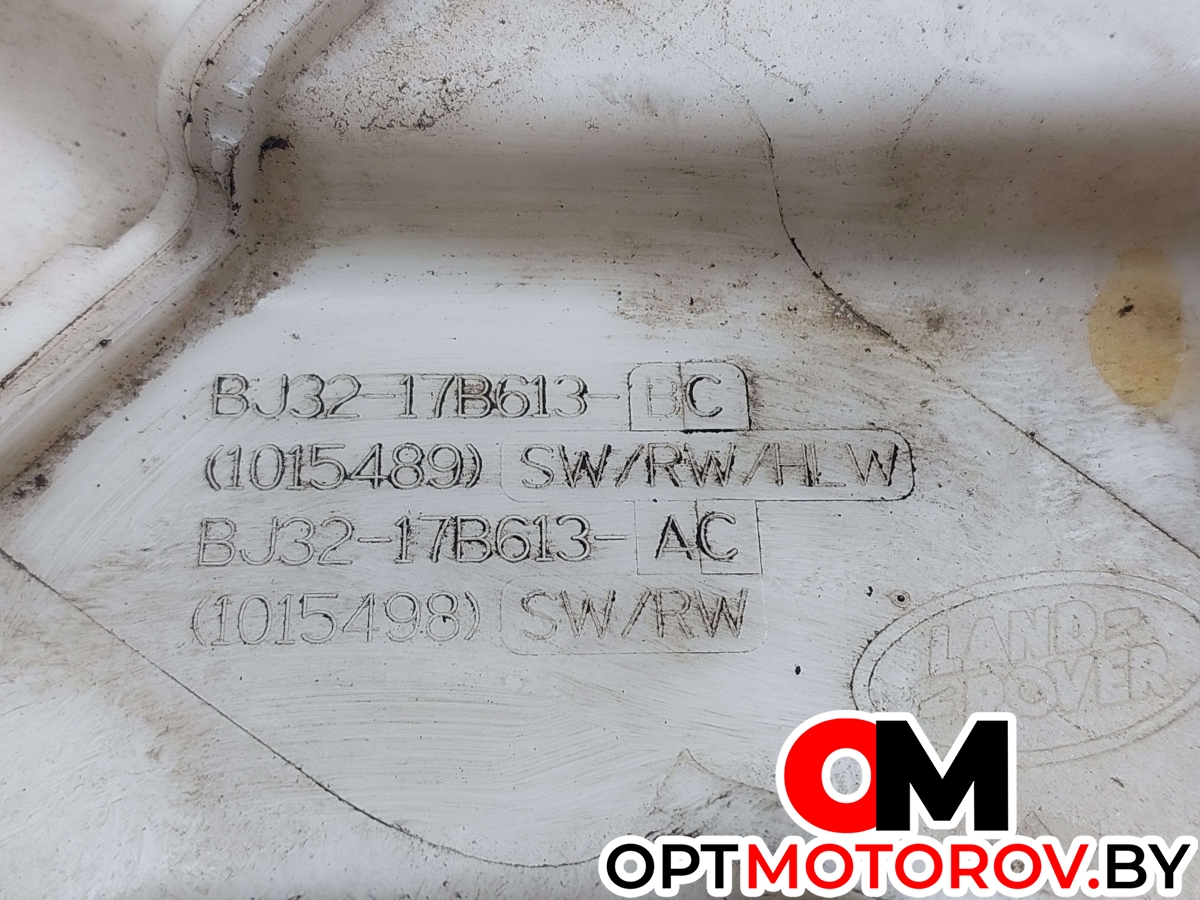 BJ32-17B613-BC
(1015489) SW/RW/HLW
BJ32-17B613-AC
(1015498) SW/RW
LAND-
ROVER
OM
OPTMOTOROV.BY